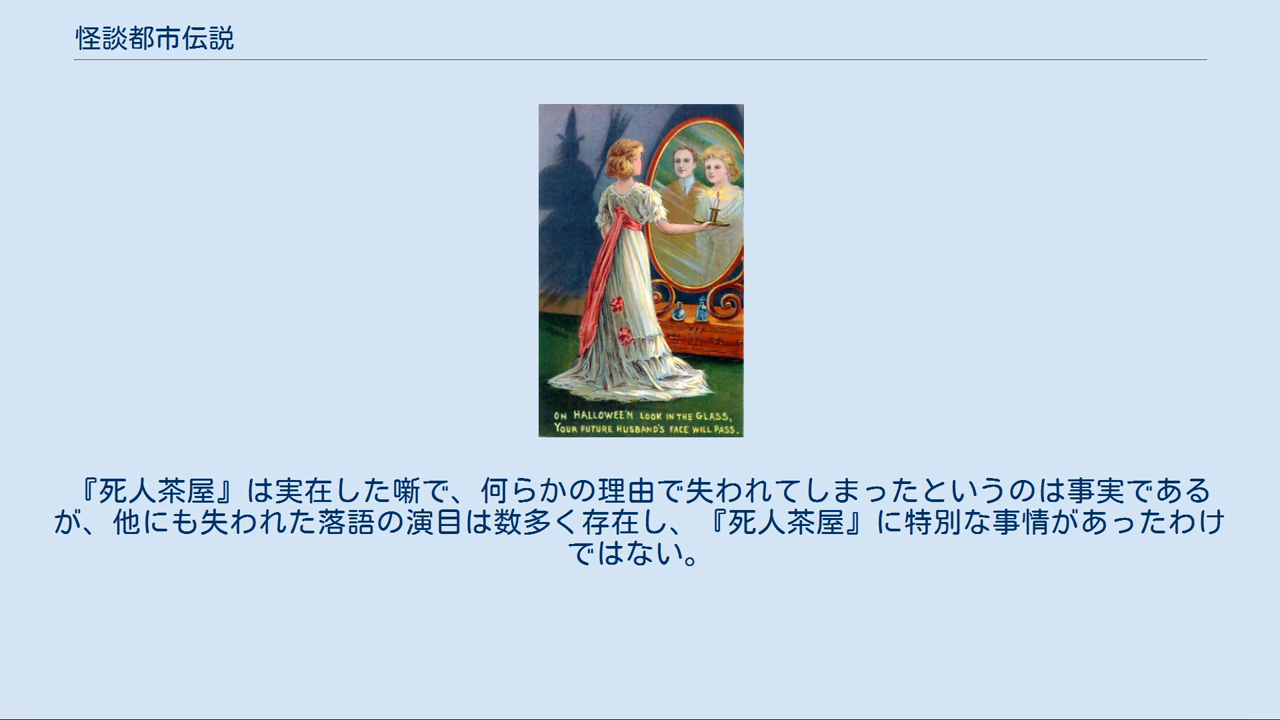 怪談都市伝説
ON HALLOWEE'N LOOK IN THE GLASS,
YOUR FUTURE HUSBAND'S FACE WILL PASS.
『死人茶屋』は実在した噺で、何らかの理由で失われてしまったというのは事実である
が、他にも失われた落語の演目は数多く存在し、『死人茶屋』に特別な事情があったわけ
ではない。